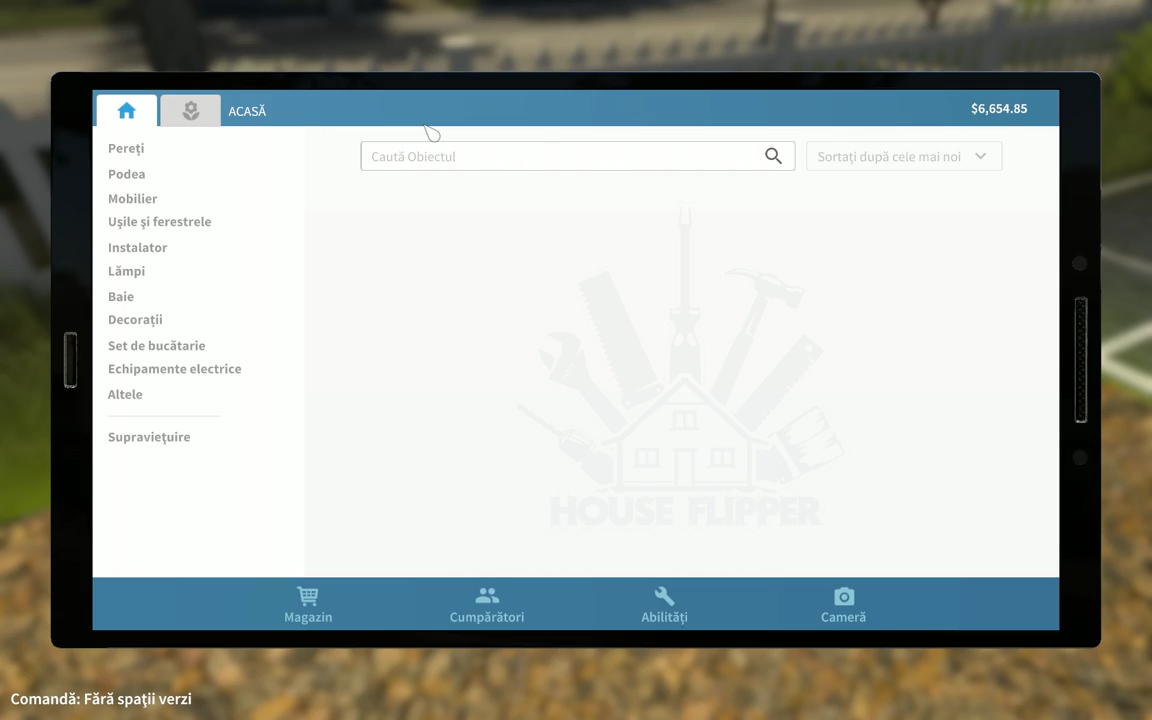 ACASĂ
$6,654.85
Caută Obiectul
Sortați după cele mai noi
Pereți
Podea
Mobilier
Ușile și ferestrele
Instalator
Lămpi
Baie
Decorații
Set de bucătarie
Echipamente electrice
Altele
Supraviețuire
HOUSE FLIPPER
Magazin
Cumpărători
Abilități
Cameră
Comandă: Fără spații verzi